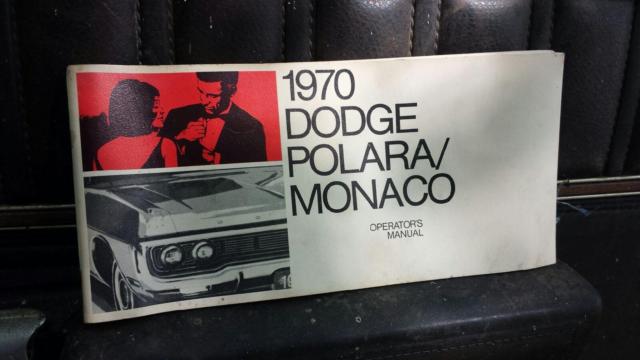 1970
DODGE
POLARA/
MONACO
OPERATOR'S
MANUAL